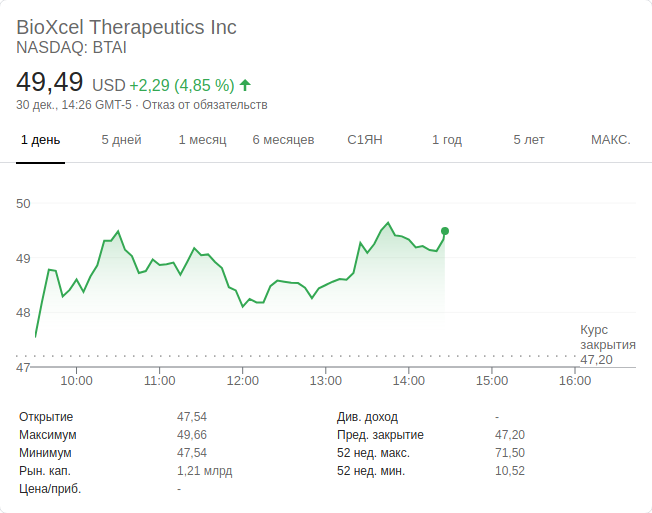 BioXcel Therapeutics Inc
NASDAQ: BTAI
49,49 USD +2,29 (4,85 %)
30 дек., 14:26 GMT-5 · Отказ от обязательств
1 день 5 дней 1 месяц 6 месяцев С1ЯН 1 год 5 лет МАКС.
50
49
48
47
Курс
закрытия
47,20
10:00 11:00 12:00 13:00 14:00 15:00 16:00
Открытие 47,54 Див. доход -
Максимум 49,66 Пред. закрытие 47,20
Минимум 47,54 52 нед. макс. 71,50
Рын. кап. 1,21 млрд 52 нед. мин. 10,52
Цена/приб. -